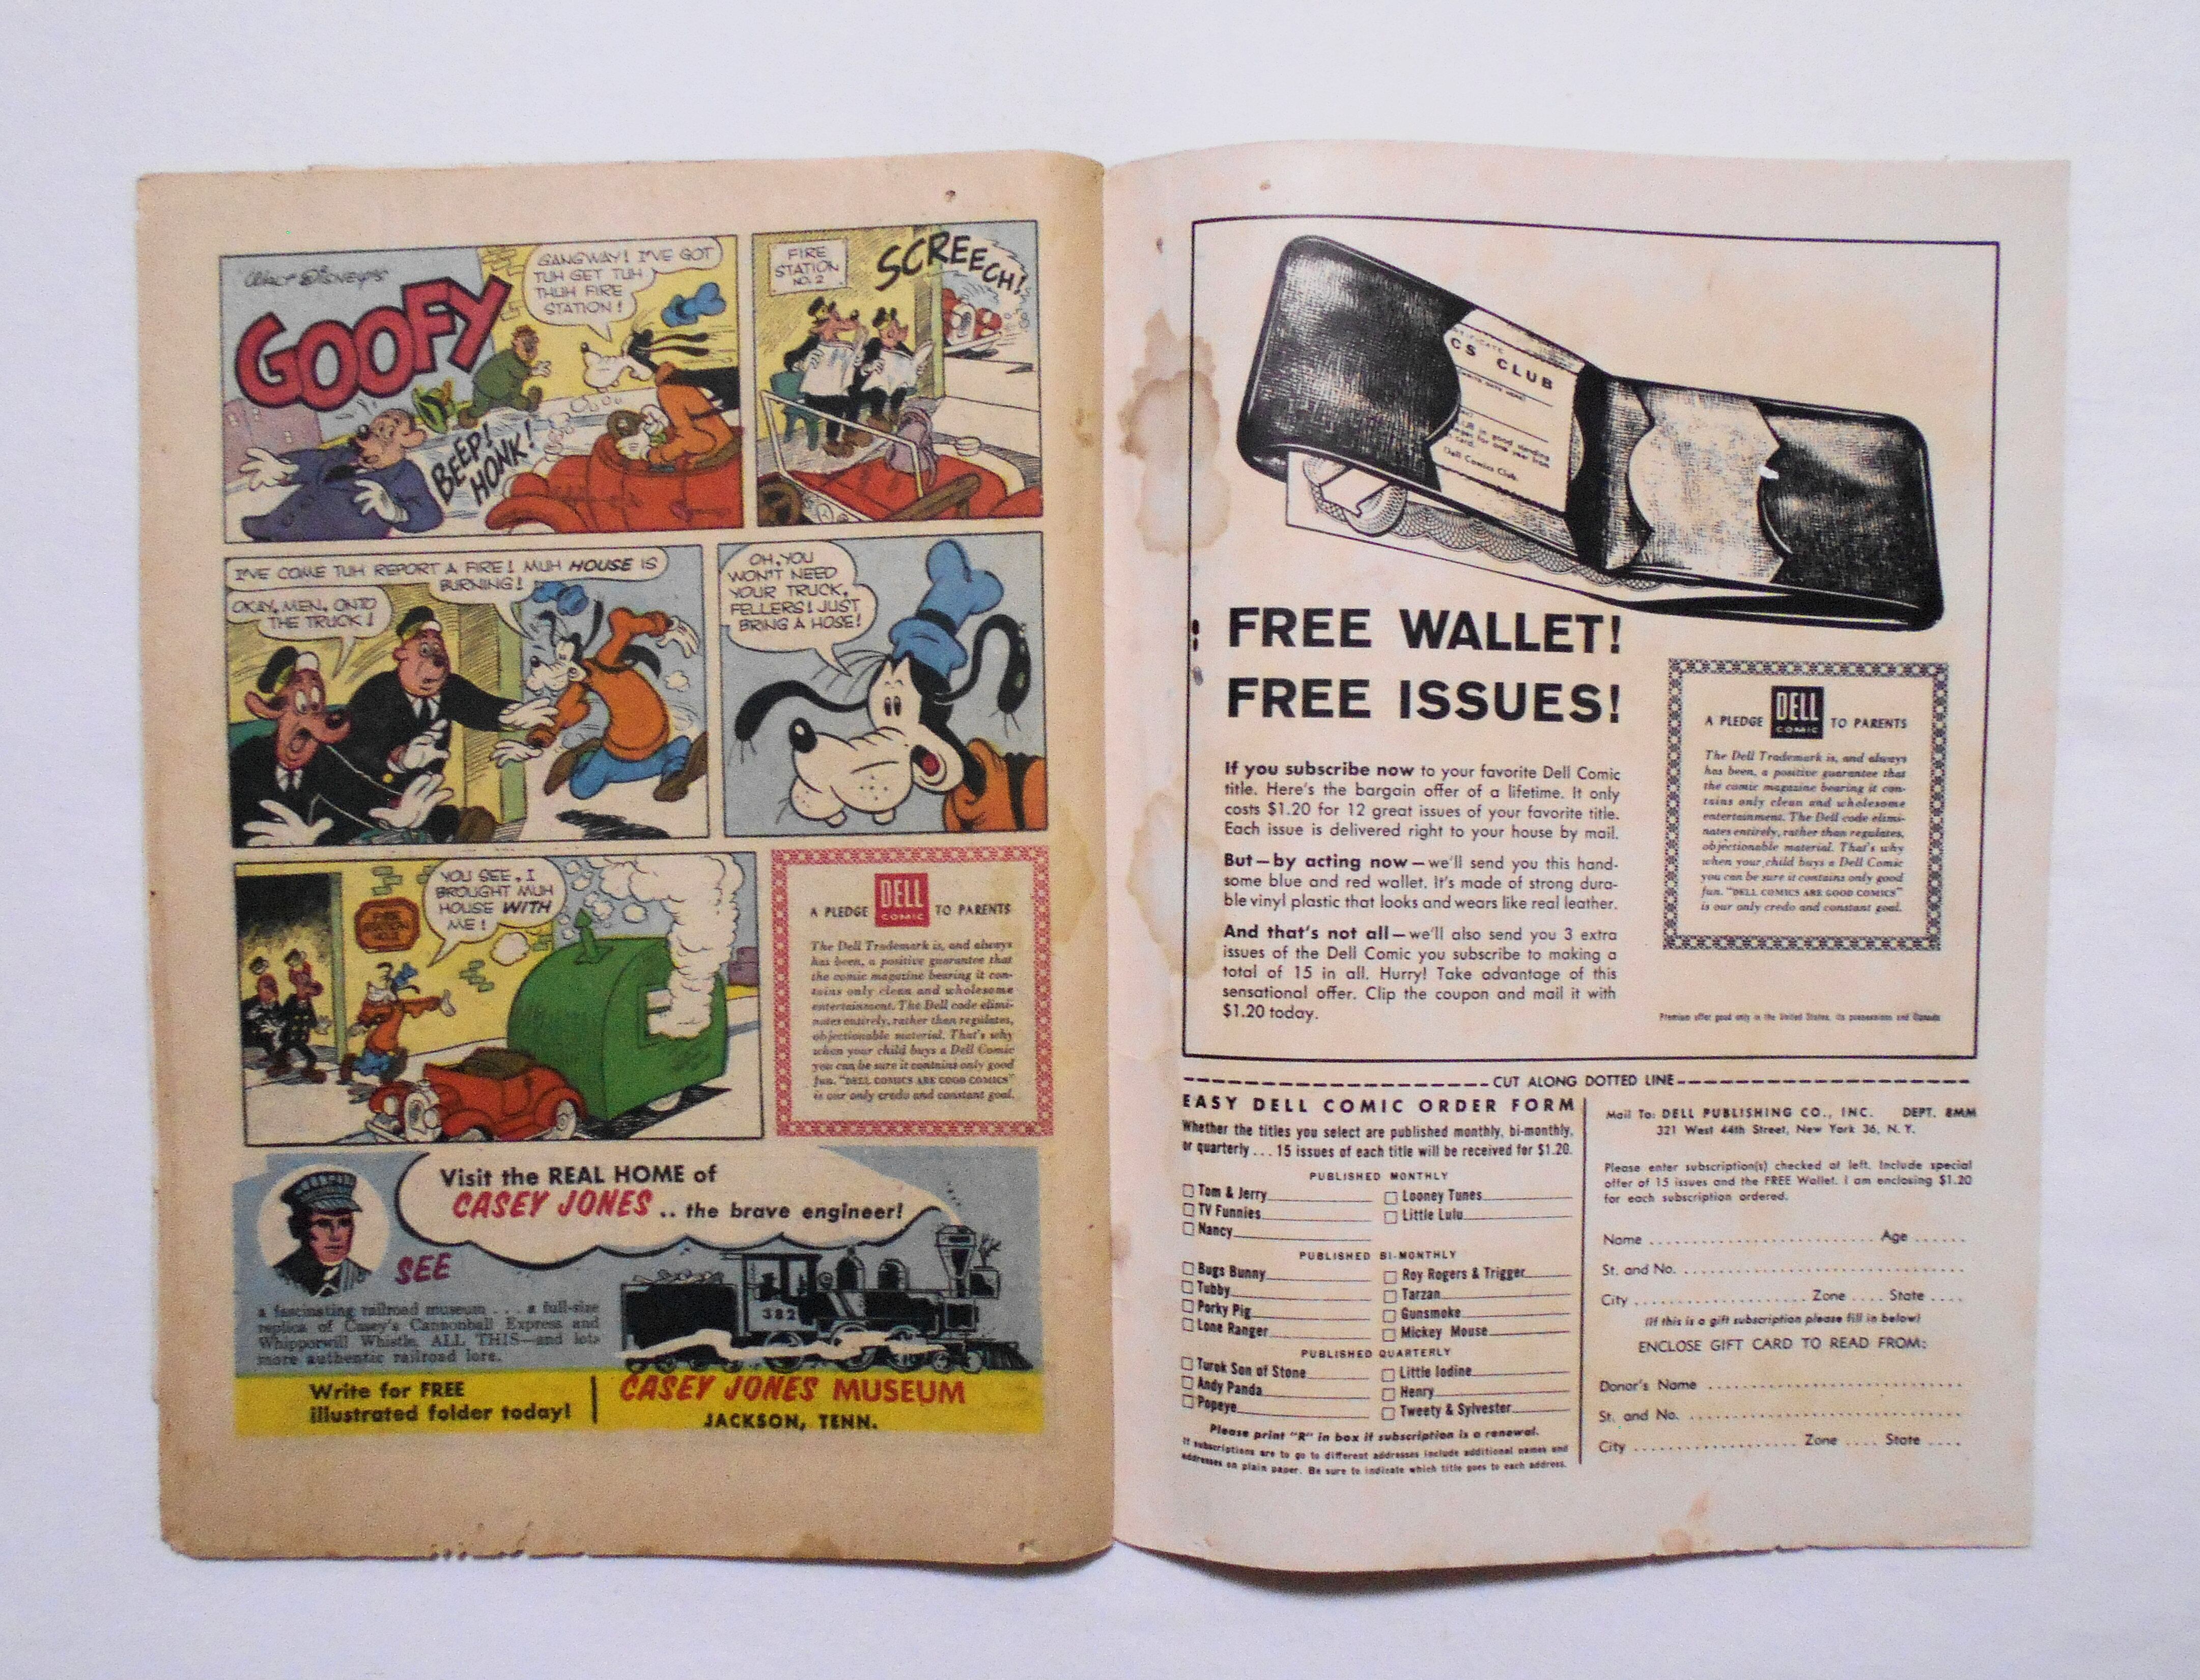 WALT DISNEY'S
GOOFY
GANGWAY! I'VE GOT
TUH GET TUH
THUH FIRE
STATION!
BEEP!
HONK!
FIRE
STATION
NO. 2
SCREECH!
I'VE COME TUH REPORT A FIRE! MUH HOUSE IS
BURNING!
OKAY, MEN, ONTO
THE TRUCK!
OH, YOU
WON'T NEED
YOUR TRUCK,
FELLERS! JUST
BRING A HOSE!
YOU SEE, I
BROUGHT MUH
HOUSE WITH
ME!
FIRE
STATION
A PLEDGE DELL COMIC TO PARENTS
The Dell Trademark is, and always
has been, a positive guarantee that
the comic magazine bearing it con-
tains only clean and wholesome
entertainment. The Dell code elimi-
nates entirely, rather than regulates,
objectionable material. That's why
when your child buys a Dell Comic
you can be sure it contains only good
fun. "DELL COMICS ARE GOOD COMICS"
is our only credo and constant goal.
Visit the REAL HOME of
CASEY JONES .. the brave engineer!
SEE
a fascinating railroad museum . . . a full-size
replica of Casey's Cannonball Express and
Whipporwill Whistle. ALL THIS—and lots
more authentic railroad lore.
382
Write for FREE
illustrated folder today!
CASEY JONES MUSEUM
JACKSON, TENN.
CS CLUB
Dell Comics Club
FREE WALLET!
FREE ISSUES!
If you subscribe now to your favorite Dell Comic
title. Here's the bargain offer of a lifetime. It only
costs $1.20 for 12 great issues of your favorite title.
Each issue is delivered right to your house by mail.
But—by acting now—we'll send you this hand-
some blue and red wallet. It's made of strong dura-
ble vinyl plastic that looks and wears like real leather.
And that's not all—we'll also send you 3 extra
issues of the Dell Comic you subscribe to making a
total of 15 in all. Hurry! Take advantage of this
sensational offer. Clip the coupon and mail it with
$1.20 today.
A PLEDGE DELL COMIC TO PARENTS
The Dell Trademark is, and always
has been, a positive guarantee that
the comic magazine bearing it con-
tains only clean and wholesome
entertainment. The Dell code elimi-
nates entirely, rather than regulates,
objectionable material. That's why
when your child buys a Dell Comic
you can be sure it contains only good
fun. "DELL COMICS ARE GOOD COMICS"
is our only credo and constant goal.
Premium offer good only in the United States, its possessions and Canada
CUT ALONG DOTTED LINE
EASY DELL COMIC ORDER FORM
Whether the titles you select are published monthly, bi-monthly,
or quarterly . . . 15 issues of each title will be received for $1.20.
PUBLISHED MONTHLY
Tom & Jerry
Looney Tunes
TV Funnies
Little Lulu
Nancy
PUBLISHED BI-MONTHLY
Bugs Bunny
Roy Rogers & Trigger
Tubby
Tarzan
Porky Pig
Gunsmoke
Lone Ranger
Mickey Mouse
PUBLISHED QUARTERLY
Turok Son of Stone
Little Iodine
Andy Panda
Henry
Popeye
Tweety & Sylvester
Please print "R" in box if subscription is a renewal.
If subscriptions are to go to different addresses include additional names and
addresses on plain paper. Be sure to indicate which title goes to each address.
Mail To: DELL PUBLISHING CO., INC. DEPT. 8MM
321 West 44th Street, New York 36, N. Y.
Please enter subscription(s) checked at left. Include special
offer of 15 issues and the FREE Wallet. I am enclosing $1.20
for each subscription ordered.
Name Age
St. and No.
City Zone State
(If this is a gift subscription please fill in below)
ENCLOSE GIFT CARD TO READ FROM:
Donor's Name
St. and No.
City Zone State